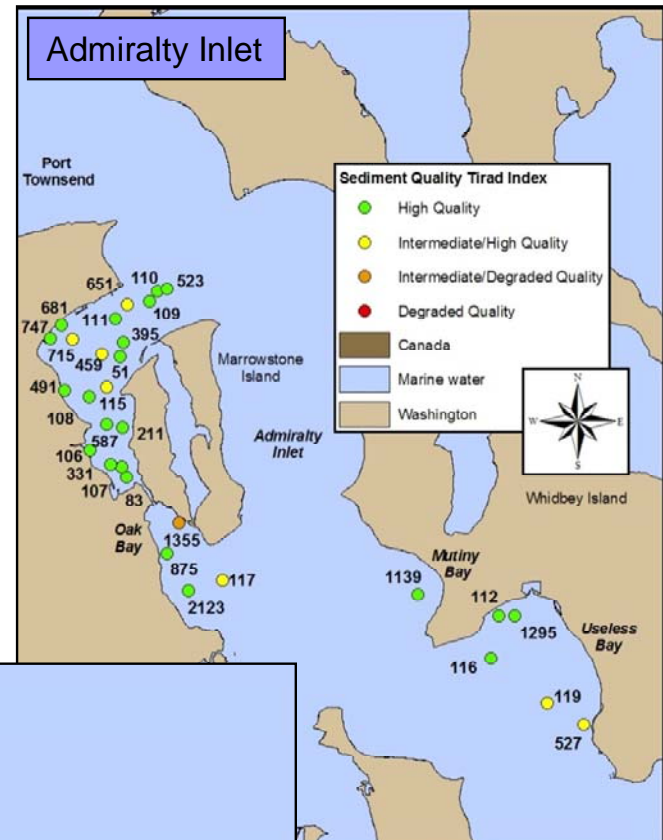 Admiralty Inlet
Port
Townsend
Sediment Quality Tirad Index
High Quality
Intermediate/High Quality
Intermediate/Degraded Quality
Degraded Quality
Canada
Marine water
Washington
651
110
523
109
681
111
747
395
715
459
51
Marrowstone
Island
491
115
108
211
Admiralty
Inlet
587
106
331
107
83
N
W
E
S
Whidbey Island
Oak
Bay
1355
875
117
2123
Mutiny
Bay
1139
112
1295
Useless
Bay
116
119
527